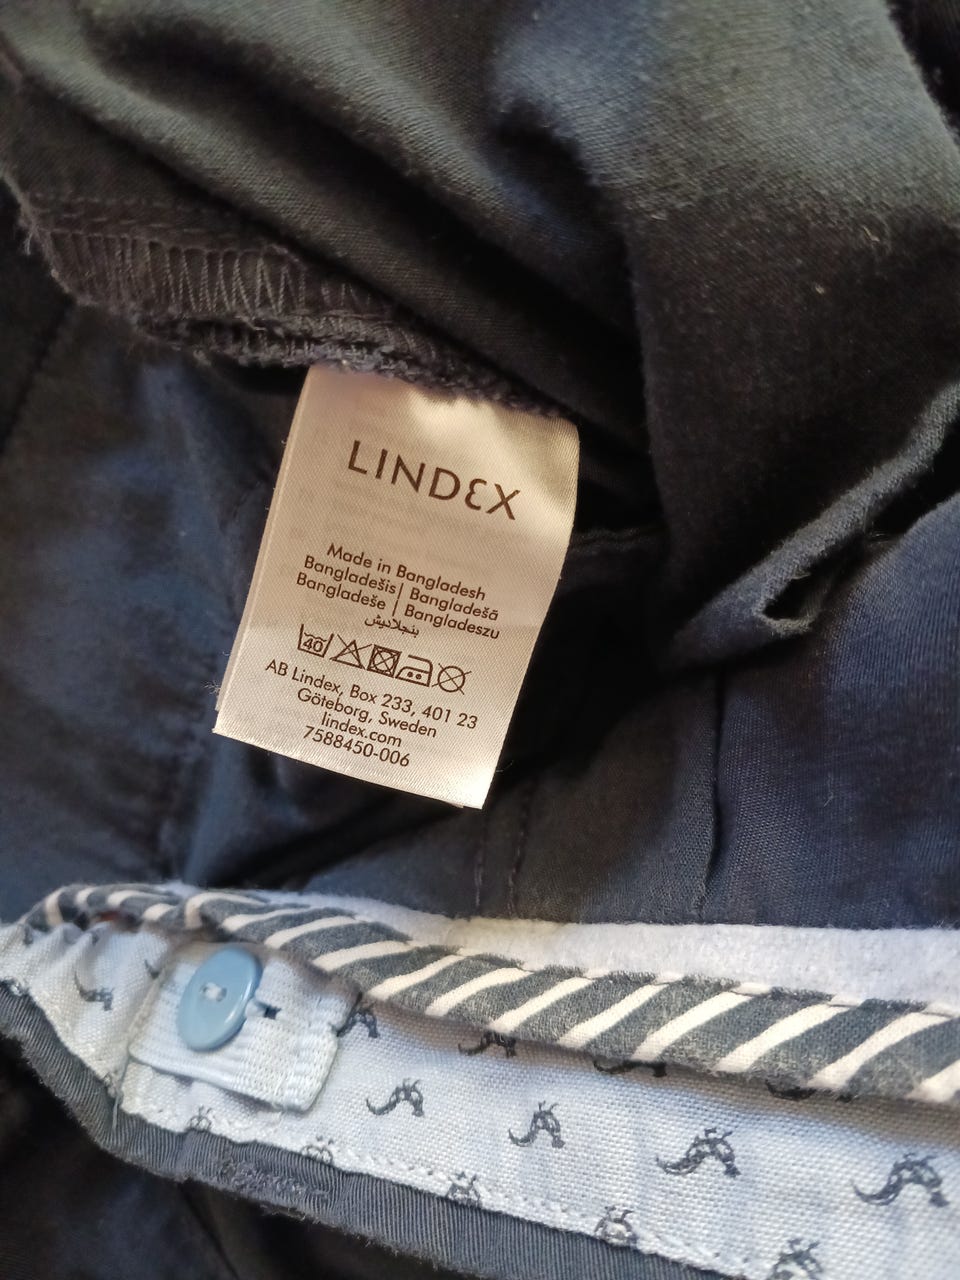 LINDEX
Made in Bangladesh
Bangladešis | Bangladešā
Bangladeše | Bangladeszu
بنجلاديش
40
AB Lindex, Box 233, 401 23
Göteborg, Sweden
lindex.com
7588450-006